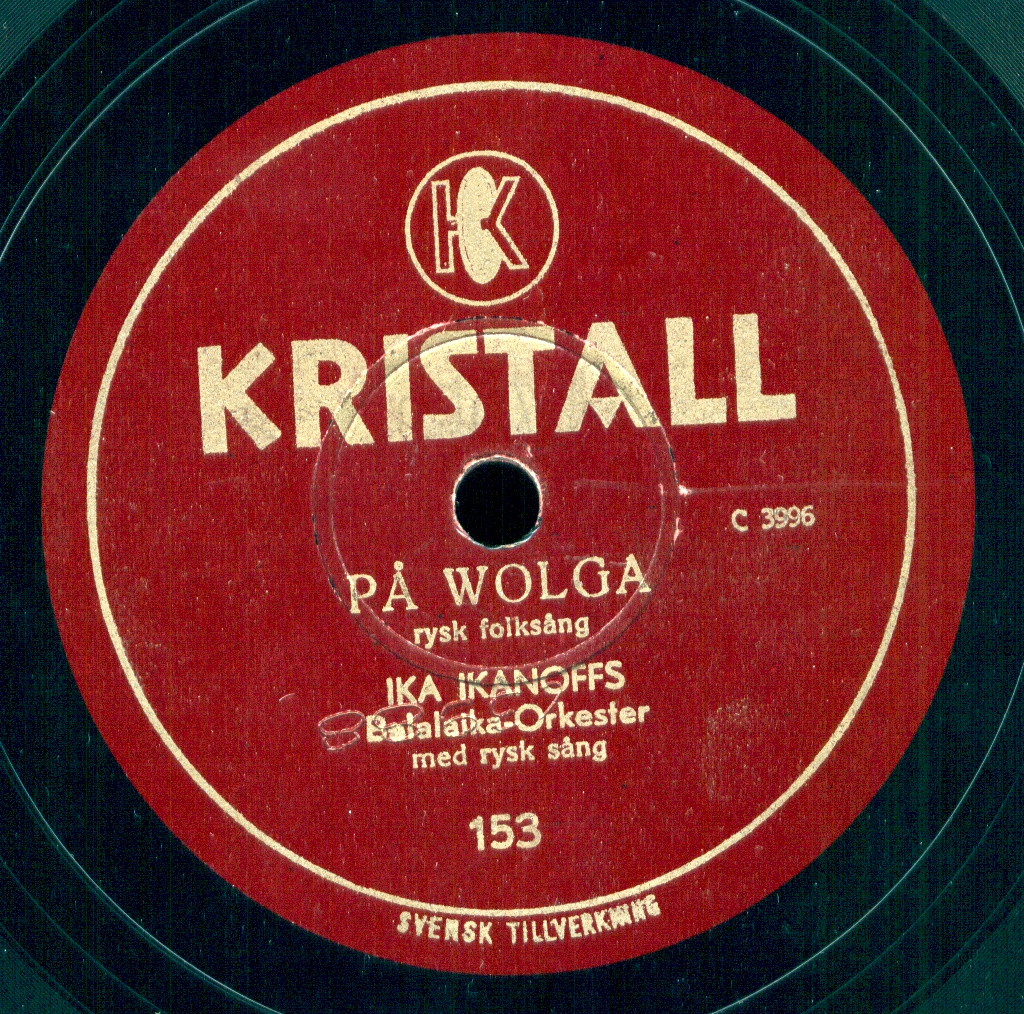 K
KRISTALL
C 3996
PÅ WOLGA
rysk folksång
IKA IKANOFFS
Balalaika-Orkester
med rysk sång
153
SVENSK TILLVERKNING